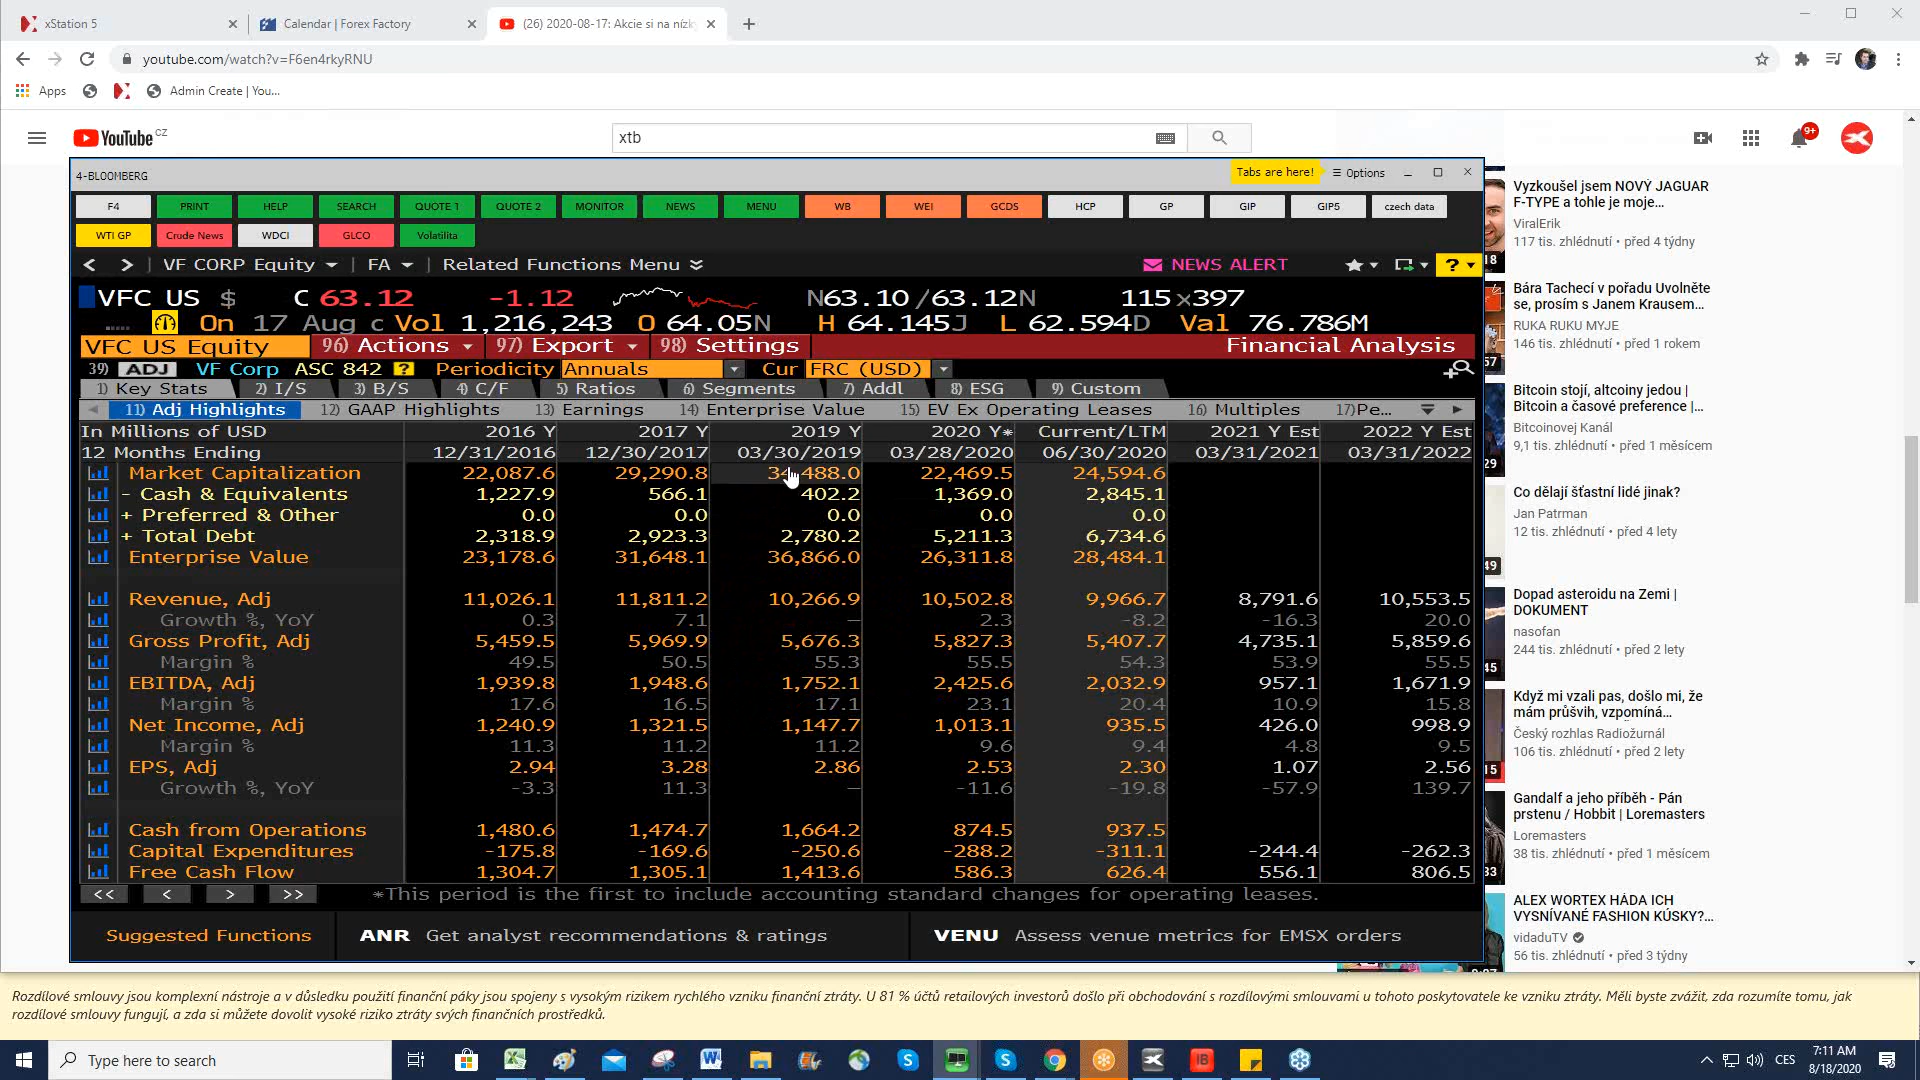 xStation 5
Calendar | Forex Factory
(26) 2020-08-17: Akcie si na nízk
youtube.com/watch?v=F6en4rkyRNU
Apps
Admin Create | You...
YouTube CZ
xtb
9+
4-BLOOMBERG
Tabs are here!
Options
F4 PRINT HELP SEARCH QUOTE 1 QUOTE 2 MONITOR NEWS MENU WB WEI GCDS HCP GP GIP GIP5 czech data
WTI GP Crude News WDCI GLCO Volatilita
< > VF CORP Equity FA Related Functions Menu NEWS ALERT ?
VFC US $ C 63.12 -1.12 N63.10/63.12N 115x397
On 17 Aug c Vol 1,216,243 O 64.05N H 64.145J L 62.594D Val 76.786M
VFC US Equity 96) Actions 97) Export 98) Settings Financial Analysis
39) ADJ VF Corp ASC 842 ? Periodicity Annuals Cur FRC (USD)
1) Key Stats 2) I/S 3) B/S 4) C/F 5) Ratios 6) Segments 7) Addl 8) ESG 9) Custom
11) Adj Highlights 12) GAAP Highlights 13) Earnings 14) Enterprise Value 15) EV Ex Operating Leases 16) Multiples 17)Pe...
In Millions of USD 2016 Y 2017 Y 2019 Y 2020 Y* Current/LTM 2021 Y Est 2022 Y Est
12 Months Ending 12/31/2016 12/30/2017 03/30/2019 03/28/2020 06/30/2020 03/31/2021 03/31/2022
Market Capitalization 22,087.6 29,290.8 34,488.0 22,469.5 24,594.6
- Cash & Equivalents 1,227.9 566.1 402.2 1,369.0 2,845.1
+ Preferred & Other 0.0 0.0 0.0 0.0 0.0
+ Total Debt 2,318.9 2,923.3 2,780.2 5,211.3 6,734.6
Enterprise Value 23,178.6 31,648.1 36,866.0 26,311.8 28,484.1
Revenue, Adj 11,026.1 11,811.2 10,266.9 10,502.8 9,966.7 8,791.6 10,553.5
Growth %, YoY 0.3 7.1 — 2.3 -8.2 -16.3 20.0
Gross Profit, Adj 5,459.5 5,969.9 5,676.3 5,827.3 5,407.7 4,735.1 5,859.6
Margin % 49.5 50.5 55.3 55.5 54.3 53.9 55.5
EBITDA, Adj 1,939.8 1,948.6 1,752.1 2,425.6 2,032.9 957.1 1,671.9
Margin % 17.6 16.5 17.1 23.1 20.4 10.9 15.8
Net Income, Adj 1,240.9 1,321.5 1,147.7 1,013.1 935.5 426.0 998.9
Margin % 11.3 11.2 11.2 9.6 9.4 4.8 9.5
EPS, Adj 2.94 3.28 2.86 2.53 2.30 1.07 2.56
Growth %, YoY -3.3 11.3 — -11.6 -19.8 -57.9 139.7
Cash from Operations 1,480.6 1,474.7 1,664.2 874.5 937.5
Capital Expenditures -175.8 -169.6 -250.6 -288.2 -311.1 -244.4 -262.3
Free Cash Flow 1,304.7 1,305.1 1,413.6 586.3 626.4 556.1 806.5
<< < > >> *This period is the first to include accounting standard changes for operating leases.
Suggested Functions ANR Get analyst recommendations & ratings VENU Assess venue metrics for EMSX orders
Vyzkoušel jsem NOVÝ JAGUAR
F-TYPE a tohle je moje...
ViralErik
117 tis. zhlédnutí • před 4 týdny
18
Bára Tachecí v pořadu Uvolněte
se, prosím s Janem Krausem...
RUKA RUKU MYJE
146 tis. zhlédnutí • před 1 rokem
57
Bitcoin stojí, altcoiny jedou |
Bitcoin a časové preference |...
Bitcoinovej Kanál
9,1 tis. zhlédnutí • před 1 měsícem
29
Co dělají šťastní lidé jinak?
Jan Patrman
12 tis. zhlédnutí • před 4 lety
49
Dopad asteroidu na Zemi |
DOKUMENT
nasofan
244 tis. zhlédnutí • před 2 lety
45
Když mi vzali pas, došlo mi, že
mám průšvih, vzpomíná...
Český rozhlas Radiožurnál
106 tis. zhlédnutí • před 2 lety
15
Gandalf a jeho příběh - Pán
prstenu / Hobbit | Loremasters
Loremasters
38 tis. zhlédnutí • před 1 měsícem
33
ALEX WORTEX HÁDA ICH
VYSNÍVANÉ FASHION KÚSKY?...
vidaduTV
56 tis. zhlédnutí • před 3 týdny
Rozdílové smlouvy jsou komplexní nástroje a v důsledku použití finanční páky jsou spojeny s vysokým rizikem rychlého vzniku finanční ztráty. U 81 % účtů retailových investorů došlo při obchodování s rozdílovými smlouvami u tohoto poskytovatele ke vzniku ztráty. Měli byste zvážit, zda rozumíte tomu, jak
rozdílové smlouvy fungují, a zda si můžete dovolit vysoké riziko ztráty svých finančních prostředků.
Type here to search
CES
7:11 AM
8/18/2020